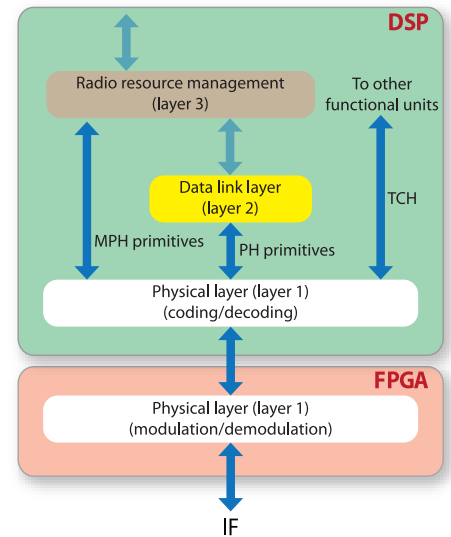 DSP
Radio resource management
(layer 3)
To other
functional units
Data link layer
(layer 2)
TCH
MPH primitives
PH primitives
Physical layer (layer 1)
(coding/decoding)
FPGA
Physical layer (layer 1)
(modulation/demodulation)
IF